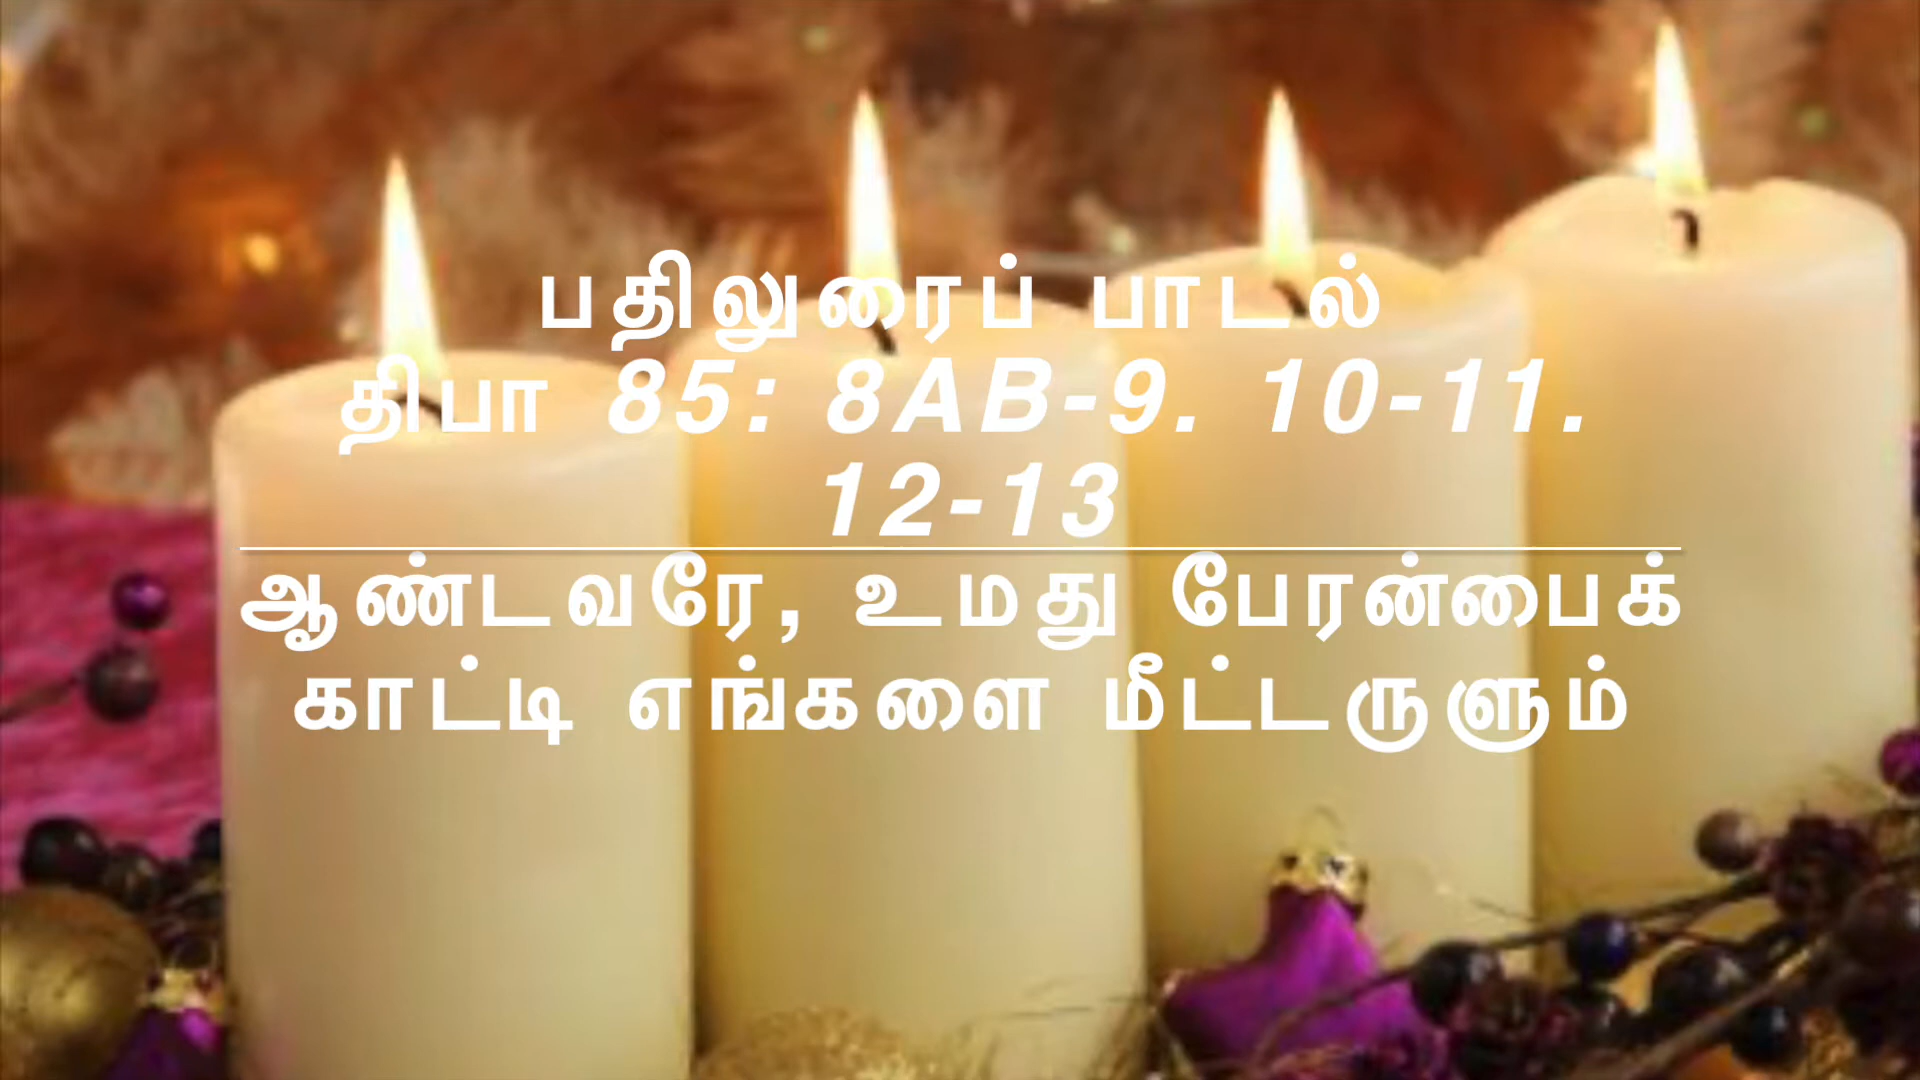 பதிலுரைப் பாடல்
திபா 85: 8AB-9. 10-11.
12-13
ஆண்டவரே, உமது பேரன்பைக்
காட்டி எங்களை மீட்டருளும்